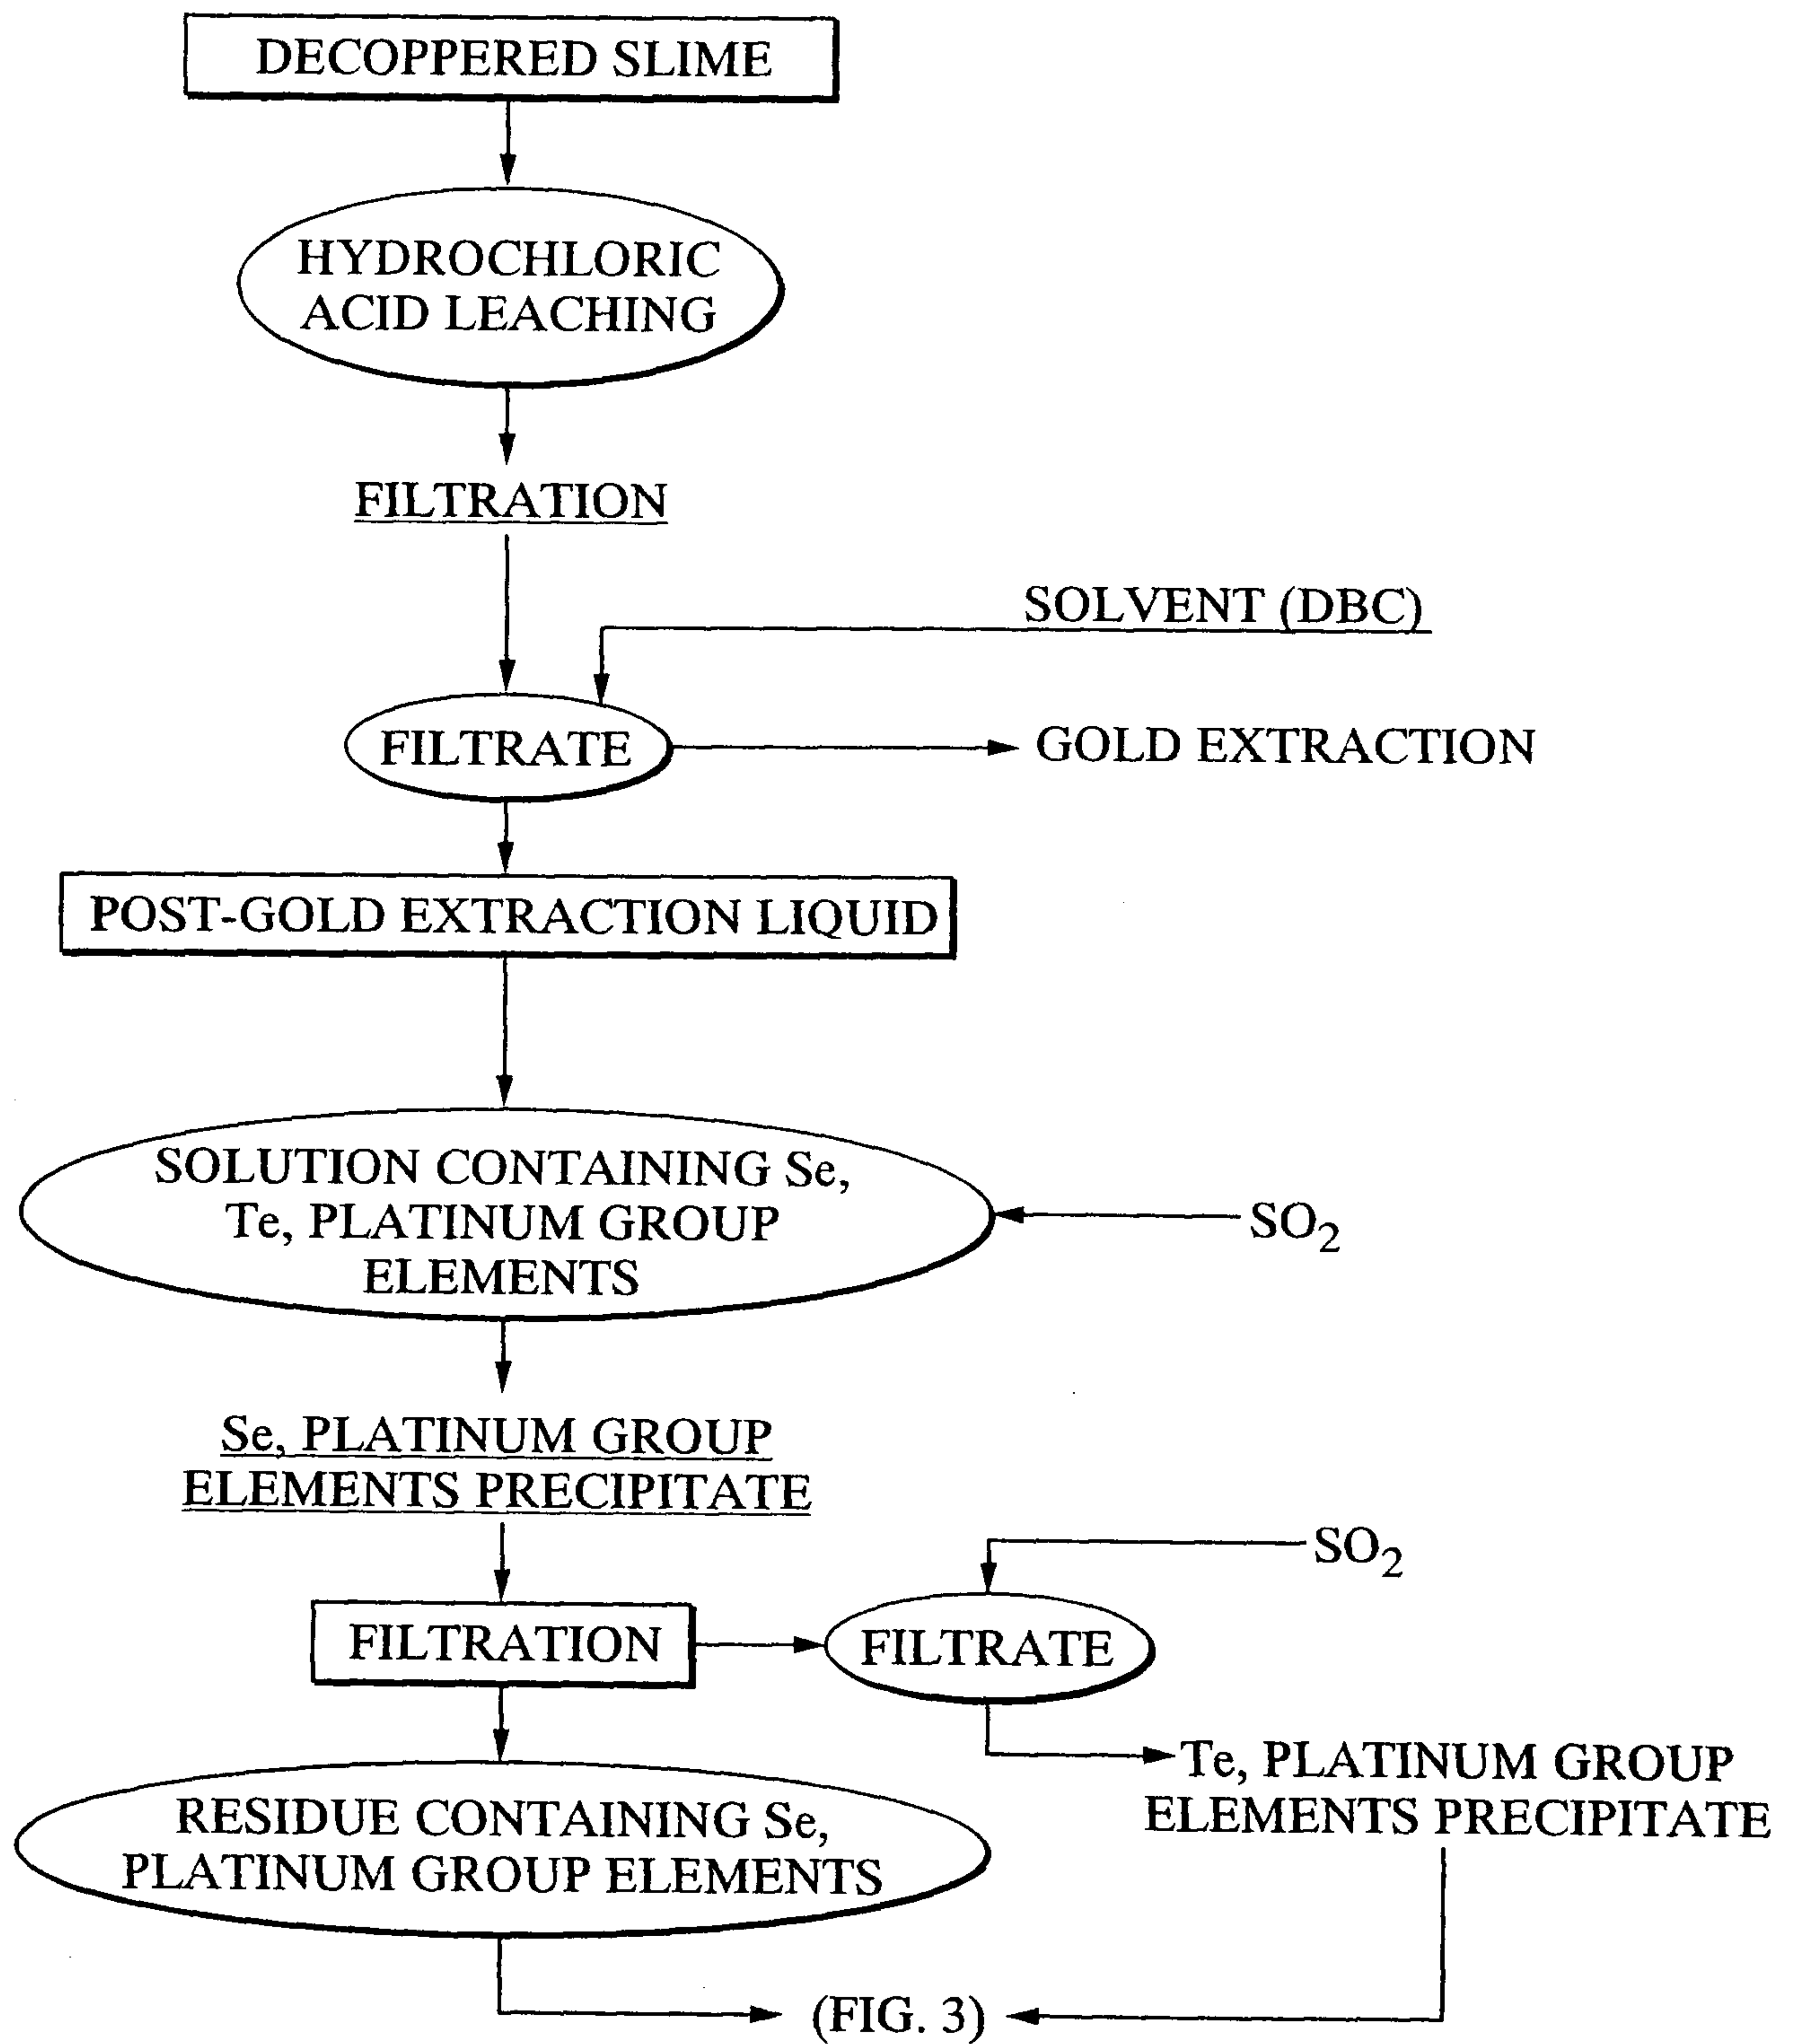 DECOPPERED SLIME
HYDROCHLORIC
ACID LEACHING
FILTRATION
SOLVENT (DBC)
FILTRATE
GOLD EXTRACTION
POST-GOLD EXTRACTION LIQUID
SOLUTION CONTAINING Se,
Te, PLATINUM GROUP
ELEMENTS
SO2
Se, PLATINUM GROUP
ELEMENTS PRECIPITATE
SO2
FILTRATION
FILTRATE
Te, PLATINUM GROUP
ELEMENTS PRECIPITATE
RESIDUE CONTAINING Se,
PLATINUM GROUP ELEMENTS
(FIG. 3)